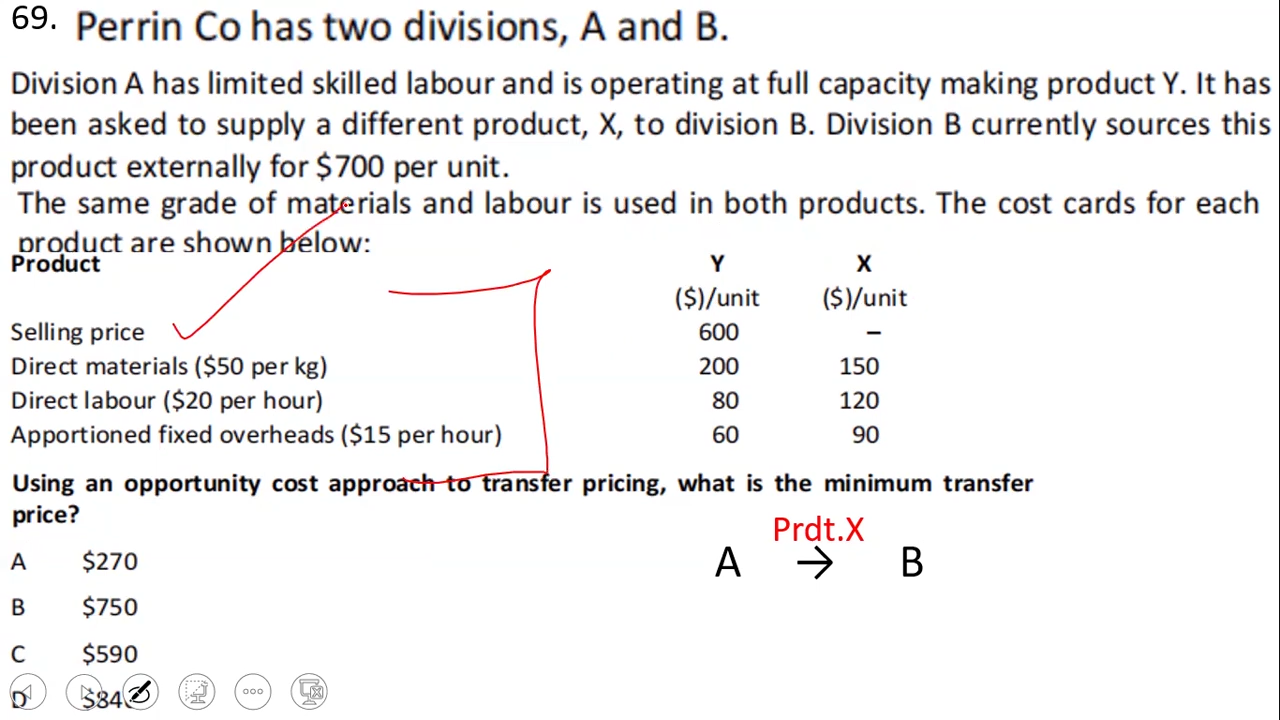 69. Perrin Co has two divisions, A and B.
Division A has limited skilled labour and is operating at full capacity making product Y. It has
been asked to supply a different product, X, to division B. Division B currently sources this
product externally for $700 per unit.
The same grade of materials and labour is used in both products. The cost cards for each
product are shown below:
Product Y X
($)/unit ($)/unit
Selling price 600 –
Direct materials ($50 per kg) 200 150
Direct labour ($20 per hour) 80 120
Apportioned fixed overheads ($15 per hour) 60 90
Using an opportunity cost approach to transfer pricing, what is the minimum transfer
price?
Prdt.X
A → B
A $270
B $750
C $590
D